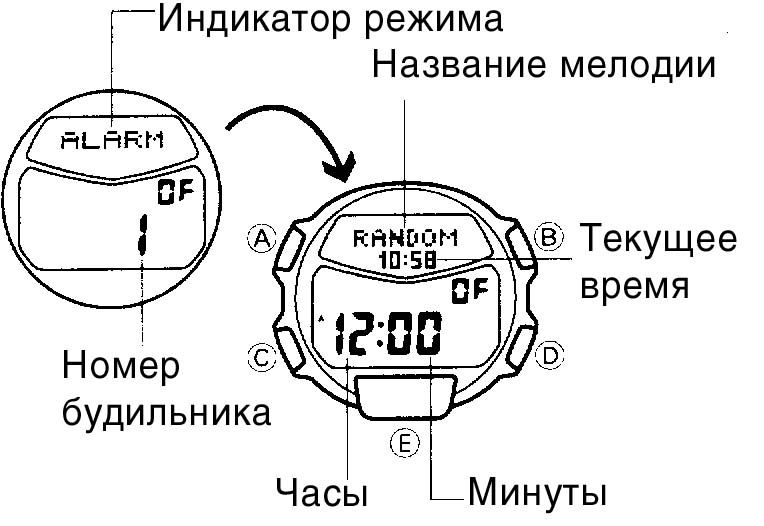 Индикатор режима
Название мелодии
ALARM
OF
1
A
B
RANDOM
10:58
Текущее
время
OF
A 12:00
C
D
Номер
будильника
E
Часы
Минуты